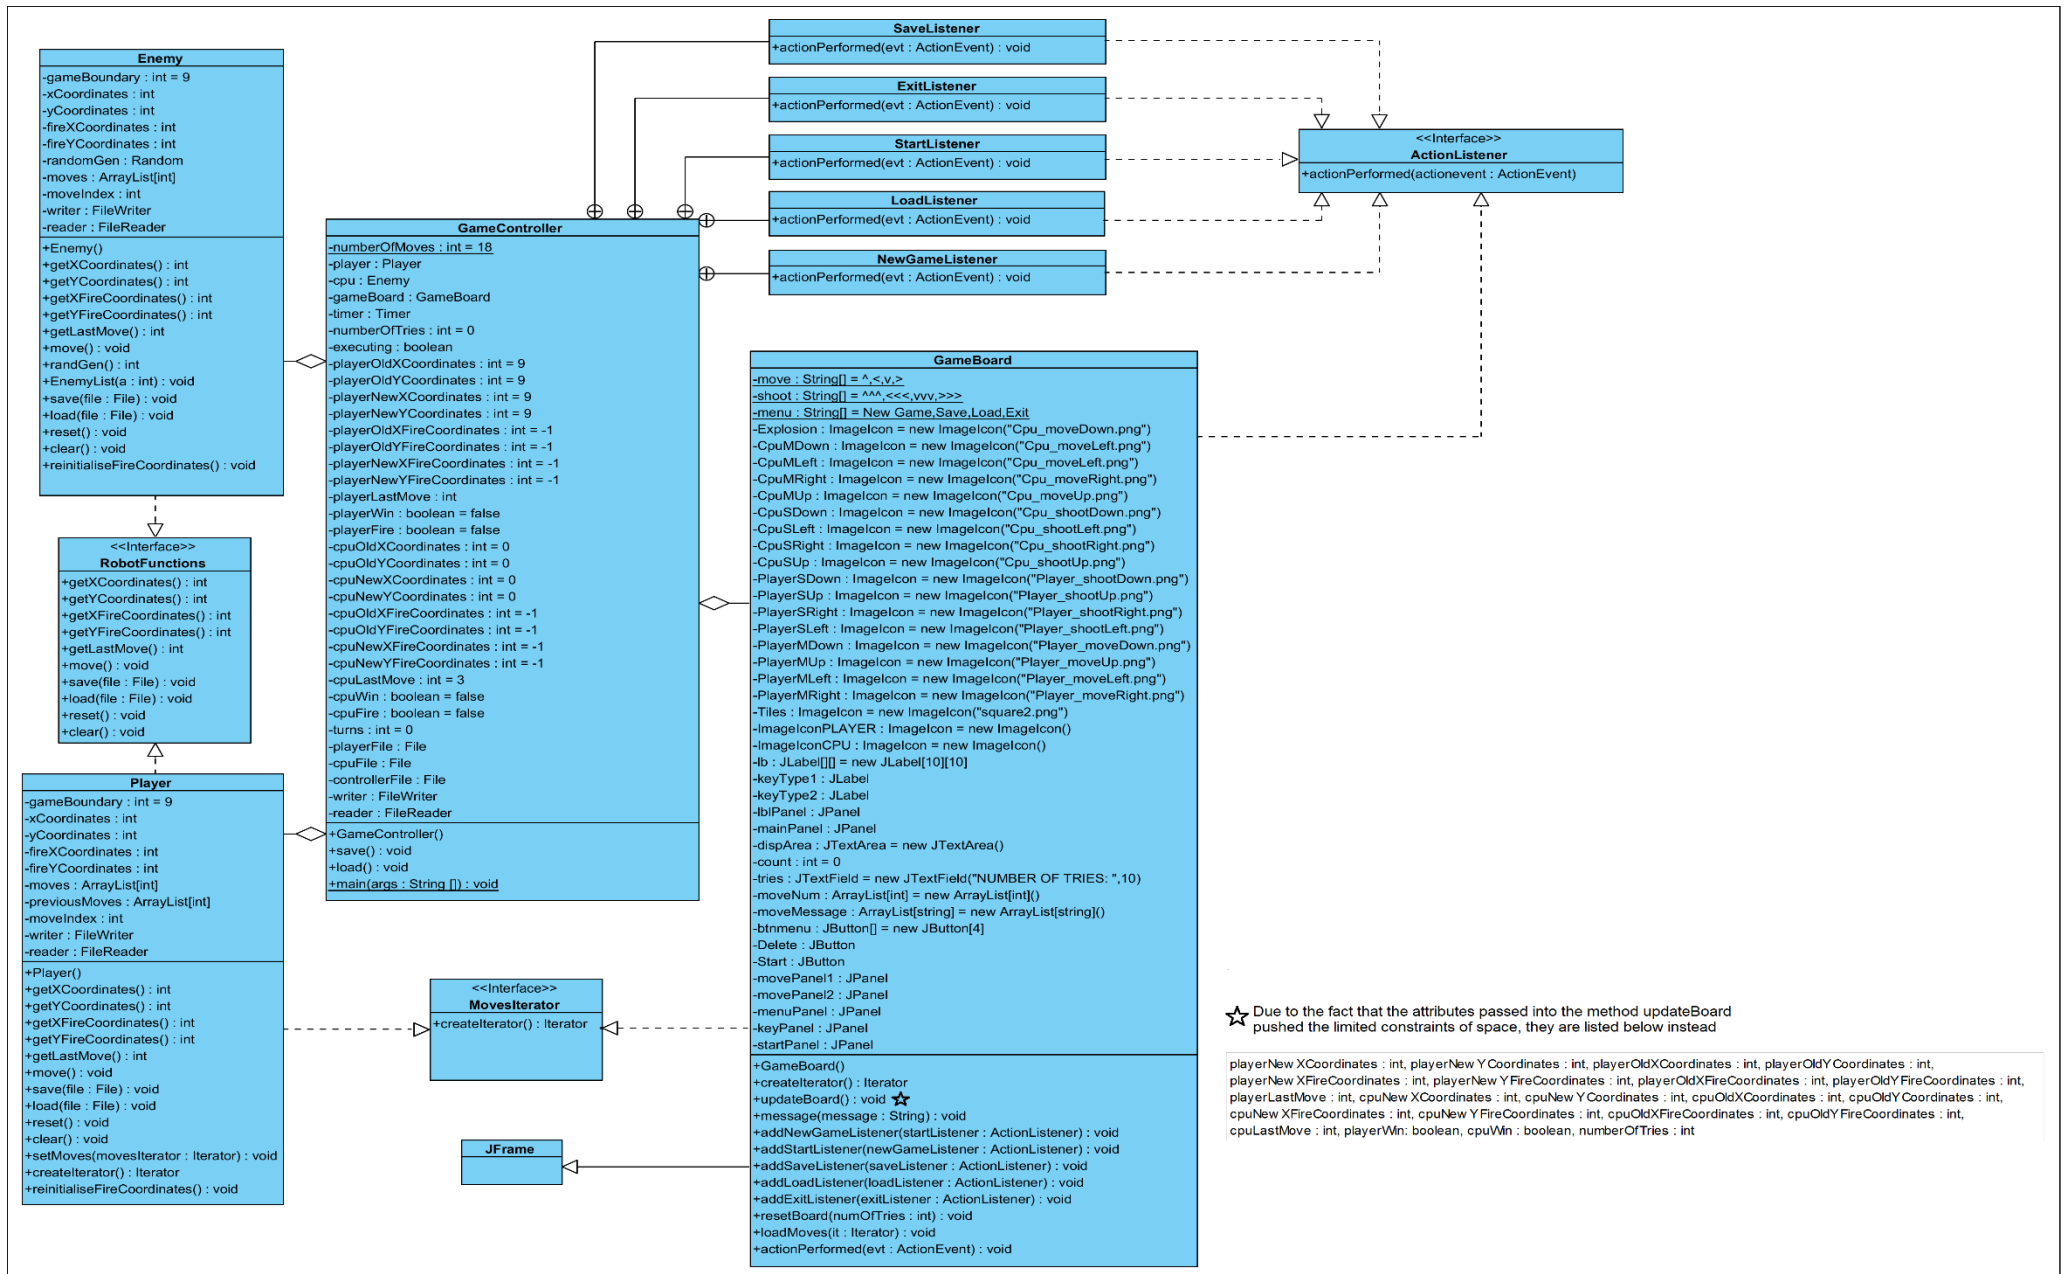 SaveListener
+actionPerformed(evt : ActionEvent) : void
ExitListener
+actionPerformed(evt : ActionEvent) : void
StartListener
+actionPerformed(evt : ActionEvent) : void
LoadListener
+actionPerformed(evt : ActionEvent) : void
NewGameListener
+actionPerformed(evt : ActionEvent) : void
<<Interface>>
ActionListener
+actionPerformed(actionevent : ActionEvent)
Enemy
-gameBoundary : int = 9
-xCoordinates : int
-yCoordinates : int
-fireXCoordinates : int
-fireYCoordinates : int
-randomGen : Random
-moves : ArrayList[int]
-moveIndex : int
-writer : FileWriter
-reader : FileReader
+Enemy()
+getXCoordinates() : int
+getYCoordinates() : int
+getXFireCoordinates() : int
+getYFireCoordinates() : int
+getLastMove() : int
+move() : void
+randGen() : int
+EnemyList(a : int) : void
+save(file : File) : void
+load(file : File) : void
+reset() : void
+clear() : void
+reinitialiseFireCoordinates() : void
<<Interface>>
RobotFunctions
+getXCoordinates() : int
+getYCoordinates() : int
+getXFireCoordinates() : int
+getYFireCoordinates() : int
+getLastMove() : int
+move() : void
+save(file : File) : void
+load(file : File) : void
+reset() : void
+clear() : void
Player
-gameBoundary : int = 9
-xCoordinates : int
-yCoordinates : int
-fireXCoordinates : int
-fireYCoordinates : int
-moves : ArrayList[int]
-previousMoves : ArrayList[int]
-moveIndex : int
-writer : FileWriter
-reader : FileReader
+Player()
+getXCoordinates() : int
+getYCoordinates() : int
+getXFireCoordinates() : int
+getYFireCoordinates() : int
+getLastMove() : int
+move() : void
+save(file : File) : void
+load(file : File) : void
+reset() : void
+clear() : void
+setMoves(movesIterator : Iterator) : void
+createIterator() : Iterator
+reinitialiseFireCoordinates() : void
GameController
-numberOfMoves : int = 18
-player : Player
-cpu : Enemy
-gameBoard : GameBoard
-timer : Timer
-numberOfTries : int = 0
-executing : boolean
-playerOldXCoordinates : int = 9
-playerOldYCoordinates : int = 9
-playerNewXCoordinates : int = 9
-playerNewYCoordinates : int = 9
-playerOldXFireCoordinates : int = -1
-playerOldYFireCoordinates : int = -1
-playerNewXFireCoordinates : int = -1
-playerNewYFireCoordinates : int = -1
-playerLastMove : int
-playerWin : boolean = false
-playerFire : boolean = false
-cpuOldXCoordinates : int = 0
-cpuOldYCoordinates : int = 0
-cpuNewXCoordinates : int = 0
-cpuNewYCoordinates : int = 0
-cpuOldXFireCoordinates : int = -1
-cpuOldYFireCoordinates : int = -1
-cpuNewXFireCoordinates : int = -1
-cpuNewYFireCoordinates : int = -1
-cpuLastMove : int = 3
-cpuWin : boolean = false
-cpuFire : boolean = false
-turns : int = 0
-playerFile : File
-cpuFile : File
-controllerFile : File
-writer : FileWriter
-reader : FileReader
+GameController()
+save() : void
+load() : void
+main(args : String []) : void
<<Interface>>
MovesIterator
+createIterator() : Iterator
JFrame
GameBoard
-move : String[] = ^,<,v,>
-shoot : String[] = ^^^,<<<,vvv,>>>
-menu : String[] = New Game,Save,Load,Exit
-Explosion : ImageIcon = new ImageIcon("Cpu_moveDown.png")
-CpuMDown : ImageIcon = new ImageIcon("Cpu_moveLeft.png")
-CpuMLeft : ImageIcon = new ImageIcon("Cpu_moveLeft.png")
-CpuMRight : ImageIcon = new ImageIcon("Cpu_moveRight.png")
-CpuMUp : ImageIcon = new ImageIcon("Cpu_moveUp.png")
-CpuSDown : ImageIcon = new ImageIcon("Cpu_shootDown.png")
-CpuSLeft : ImageIcon = new ImageIcon("Cpu_shootLeft.png")
-CpuSRight : ImageIcon = new ImageIcon("Cpu_shootRight.png")
-CpuSUp : ImageIcon = new ImageIcon("Cpu_shootUp.png")
-PlayerSDown : ImageIcon = new ImageIcon("Player_shootDown.png")
-PlayerSUp : ImageIcon = new ImageIcon("Player_shootUp.png")
-PlayerSRight : ImageIcon = new ImageIcon("Player_shootRight.png")
-PlayerSLeft : ImageIcon = new ImageIcon("Player_shootLeft.png")
-PlayerMDown : ImageIcon = new ImageIcon("Player_moveDown.png")
-PlayerMUp : ImageIcon = new ImageIcon("Player_moveUp.png")
-PlayerMLeft : ImageIcon = new ImageIcon("Player_moveLeft.png")
-PlayerMRight : ImageIcon = new ImageIcon("Player_moveRight.png")
-Tiles : ImageIcon = new ImageIcon("square2.png")
-ImageIconPLAYER : ImageIcon = new ImageIcon()
-ImageIconCPU : ImageIcon = new ImageIcon()
-lb : JLabel[][] = new JLabel[10][10]
-keyType1 : JLabel
-keyType2 : JLabel
-lblPanel : JPanel
-mainPanel : JPanel
-dispArea : JTextArea = new JTextArea()
-count : int = 0
-tries : JTextField = new JTextField("NUMBER OF TRIES: ",10)
-moveNum : ArrayList[int] = new ArrayList[int]()
-moveMessage : ArrayList[string] = new ArrayList[string]()
-btnmenu : JButton[] = new JButton[4]
-Delete : JButton
-Start : JButton
-movePanel1 : JPanel
-movePanel2 : JPanel
-menuPanel : JPanel
-keyPanel : JPanel
-startPanel : JPanel
+GameBoard()
+createIterator() : Iterator
+updateBoard() : void ☆
+message(message : String) : void
+addNewGameListener(startListener : ActionListener) : void
+addStartListener(newGameListener : ActionListener) : void
+addSaveListener(saveListener : ActionListener) : void
+addLoadListener(loadListener : ActionListener) : void
+addExitListener(exitListener : ActionListener) : void
+resetBoard(numOfTries : int) : void
+loadMoves(it : Iterator) : void
+actionPerformed(evt : ActionEvent) : void
☆ Due to the fact that the attributes passed into the method updateBoard
pushed the limited constraints of space, they are listed below instead
playerNewXCoordinates : int, playerNewYCoordinates : int, playerOldXCoordinates : int, playerOldYCoordinates : int,
playerNewXFireCoordinates : int, playerNewYFireCoordinates : int, playerOldXFireCoordinates : int, playerOldYFireCoordinates : int,
playerLastMove : int, cpuNewXCoordinates : int, cpuNewYCoordinates : int, cpuOldXCoordinates : int, cpuOldYCoordinates : int,
cpuNewXFireCoordinates : int, cpuNewYFireCoordinates : int, cpuOldXFireCoordinates : int, cpuOldYFireCoordinates : int,
cpuLastMove : int, playerWin: boolean, cpuWin : boolean, numberOfTries : int